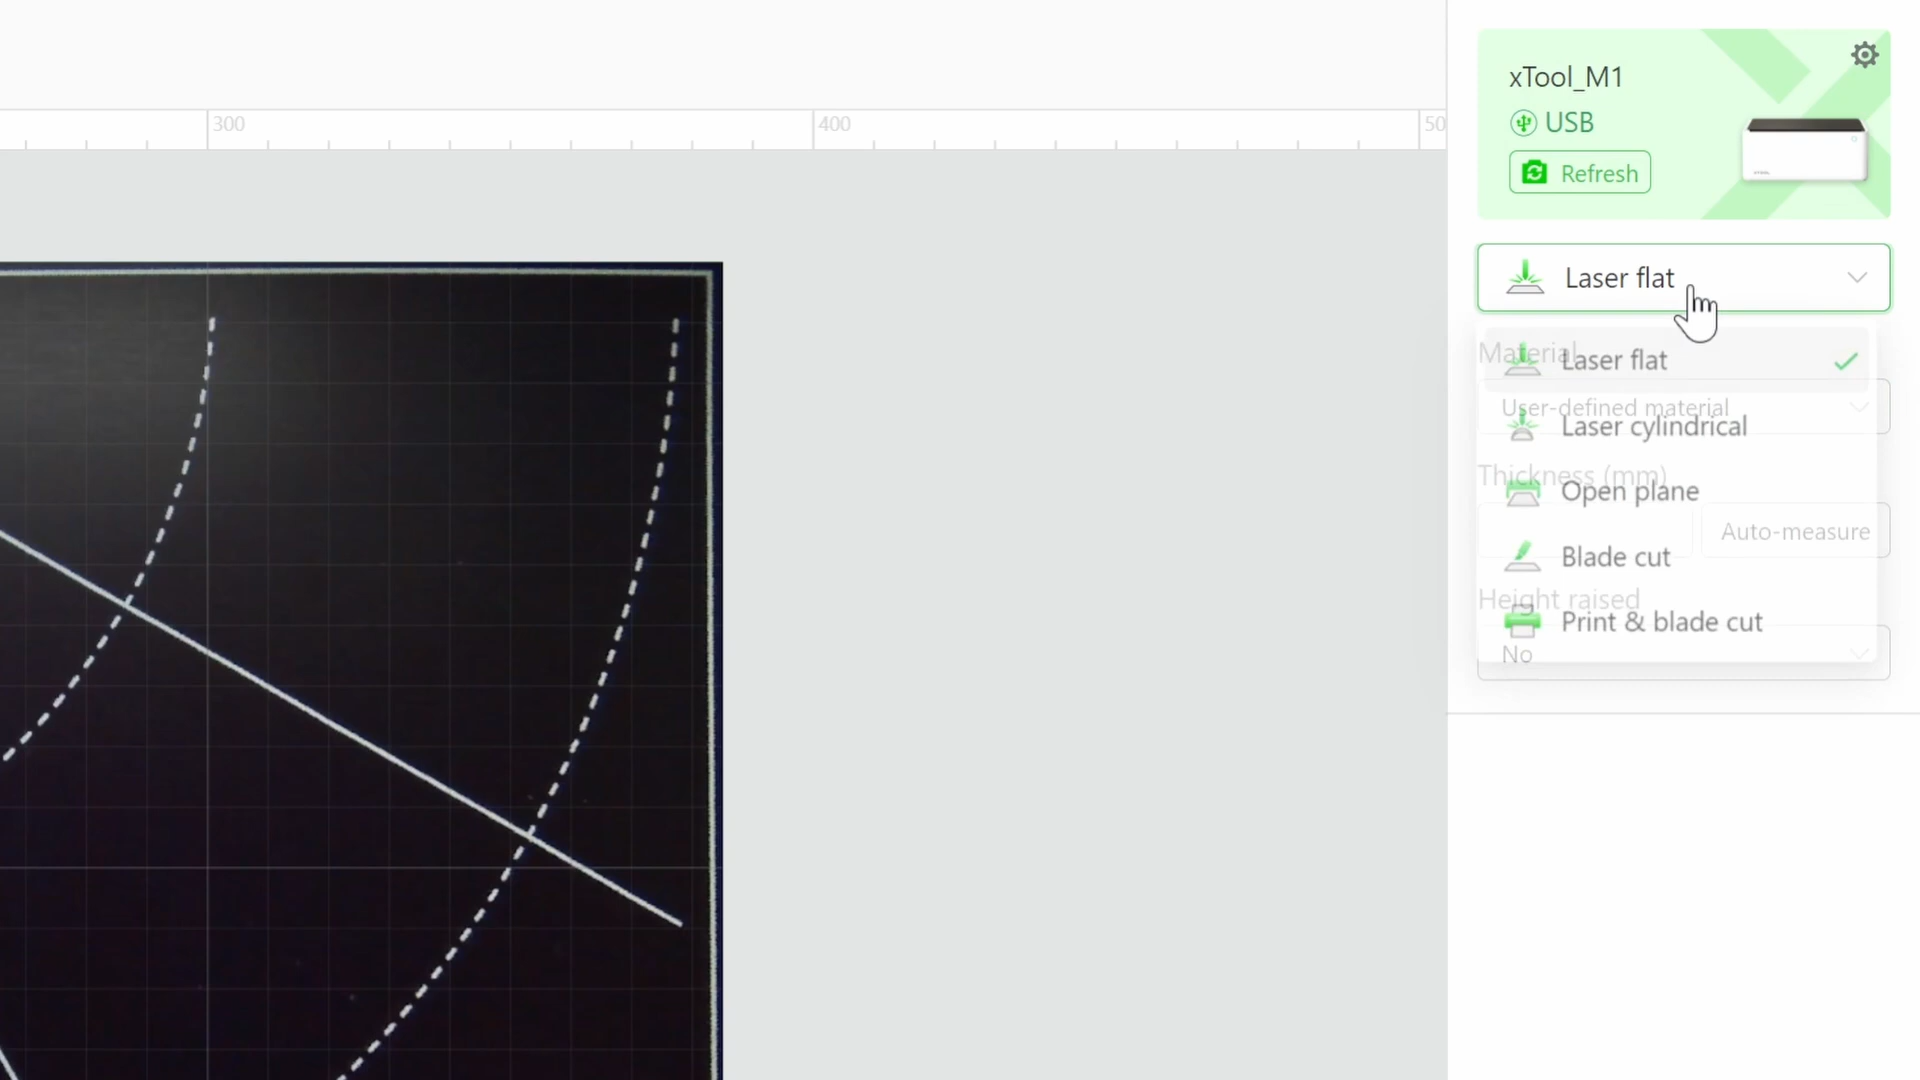 300
400
50
xTool_M1
USB
Refresh
Laser flat
Material
Laser flat
User-defined material
Laser cylindrical
Thickness (mm)
Open plane
Auto-measure
Blade cut
Height raised
Print & blade cut
No